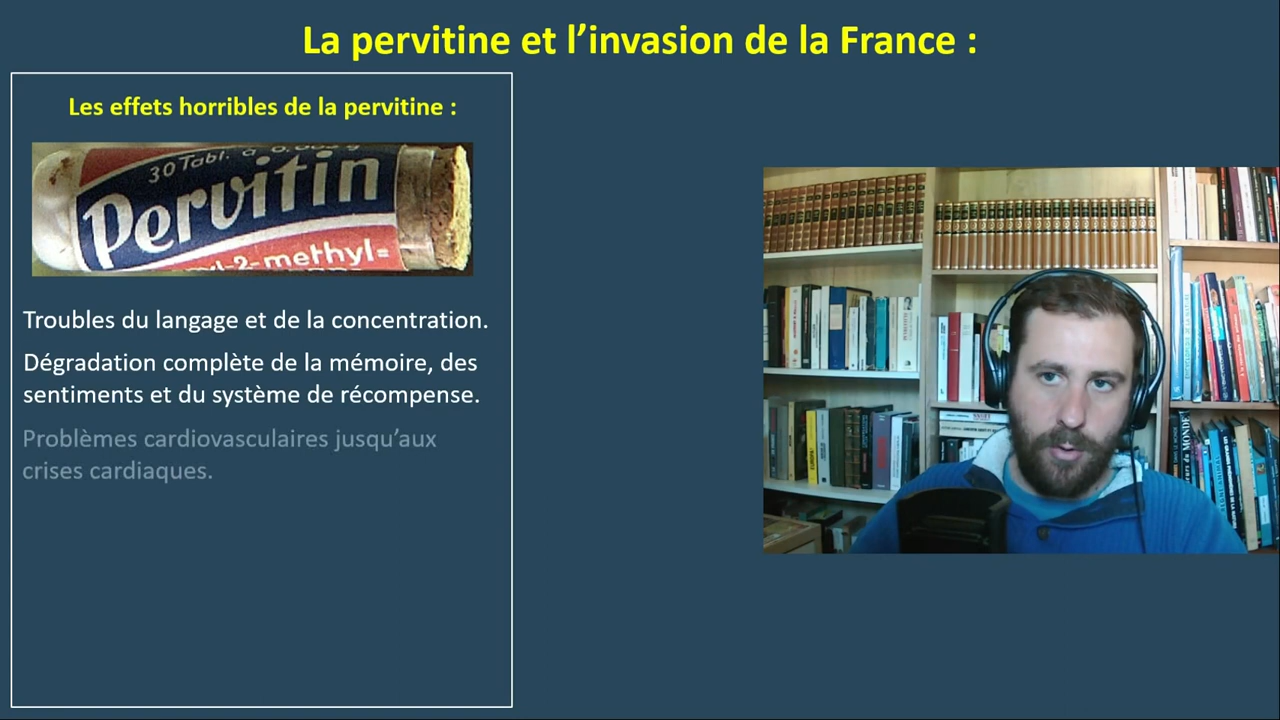 La pervitine et l’invasion de la France :
Les effets horribles de la pervitine :
30 Tabl. à
Pervitin
-2-methyl=
Troubles du langage et de la concentration.
Dégradation complète de la mémoire, des
sentiments et du système de récompense.
Problèmes cardiovasculaires jusqu’aux
crises cardiaques.